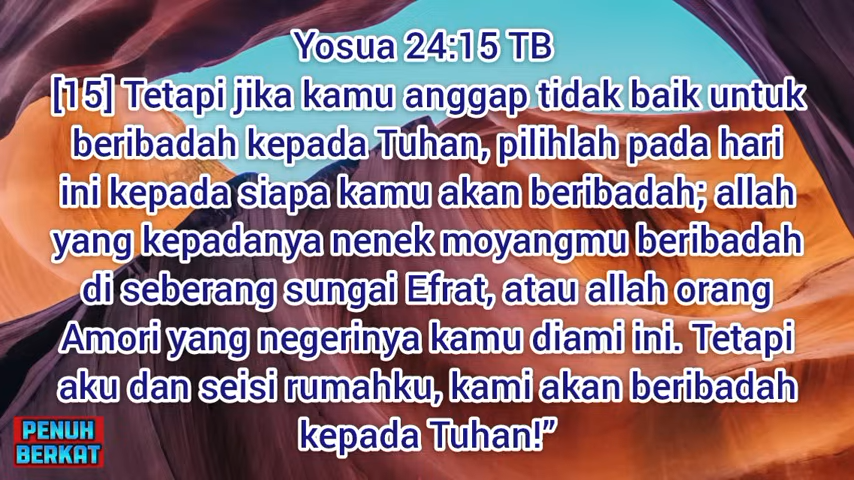 Yosua 24:15 TB
[15] Tetapi jika kamu anggap tidak baik untuk
beribadah kepada Tuhan, pilihlah pada hari
ini kepada siapa kamu akan beribadah; allah
yang kepadanya nenek moyangmu beribadah
di seberang sungai Efrat, atau allah orang
Amori yang negerinya kamu diami ini. Tetapi
aku dan seisi rumahku, kami akan beribadah
kepada Tuhan!”
PENUH
BERKAT